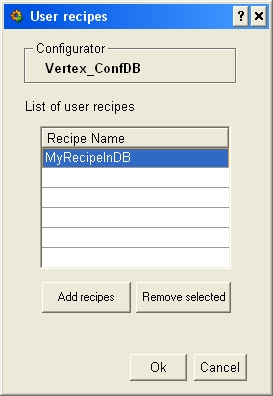 User recipes
Configurator
Vertex_ConfDB
List of user recipes
Recipe Name
MyRecipeInDB
Add recipes Remove selected
Ok Cancel